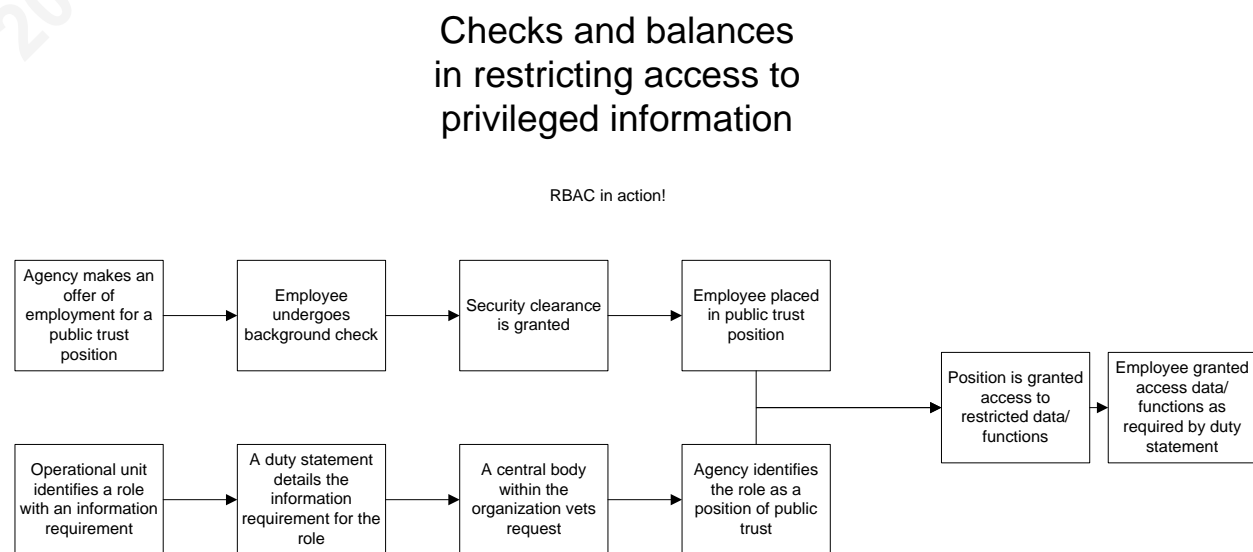 Checks and balances
in restricting access to
privileged information
RBAC in action!
Agency makes an
offer of
employment for a
public trust
position
Employee
undergoes
background check
Security clearance
is granted
Employee placed
in public trust
position
Position is granted
access to
restricted data/
functions
Employee granted
access data/
functions as
required by duty
statement
Operational unit
identifies a role
with an information
requirement
A duty statement
details the
information
requirement for the
role
A central body
within the
organization vets
request
Agency identifies
the role as a
position of public
trust